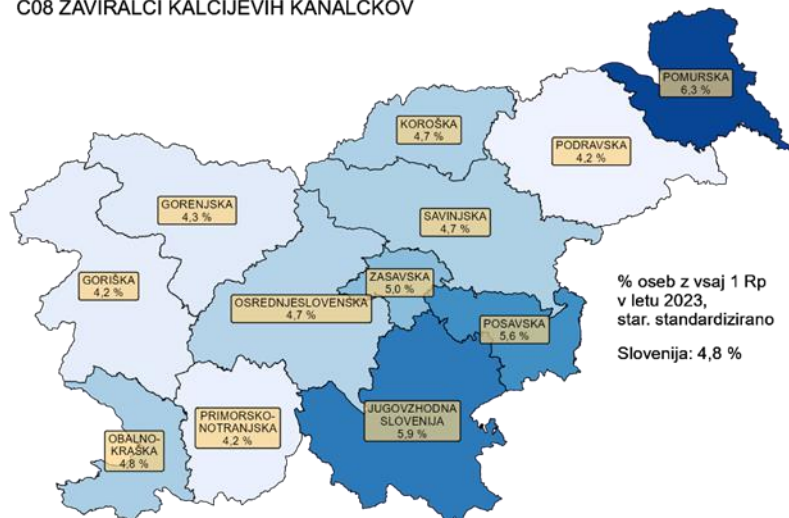 C08 ZAVIRALCI KALCIJEVIH KANALČKOV
POMURSKA
6,3 %
KOROŠKA
4,7 %
PODRAVSKA
4,2 %
GORENJSKA
4,3 %
SAVINJSKA
4,7 %
GORIŠKA
4,2 %
ZASAVSKA
5,0 %
OSREDNJESLOVENSKA
4,7 %
POSAVSKA
5,6 %
% oseb z vsaj 1 Rp
v letu 2023,
star. standardizirano
Slovenija: 4,8 %
JUGOVZHODNA
SLOVENIJA
5,9 %
PRIMORSKO-
NOTRANJSKA
4,2 %
OBALNO-
KRAŠKA
4,8 %